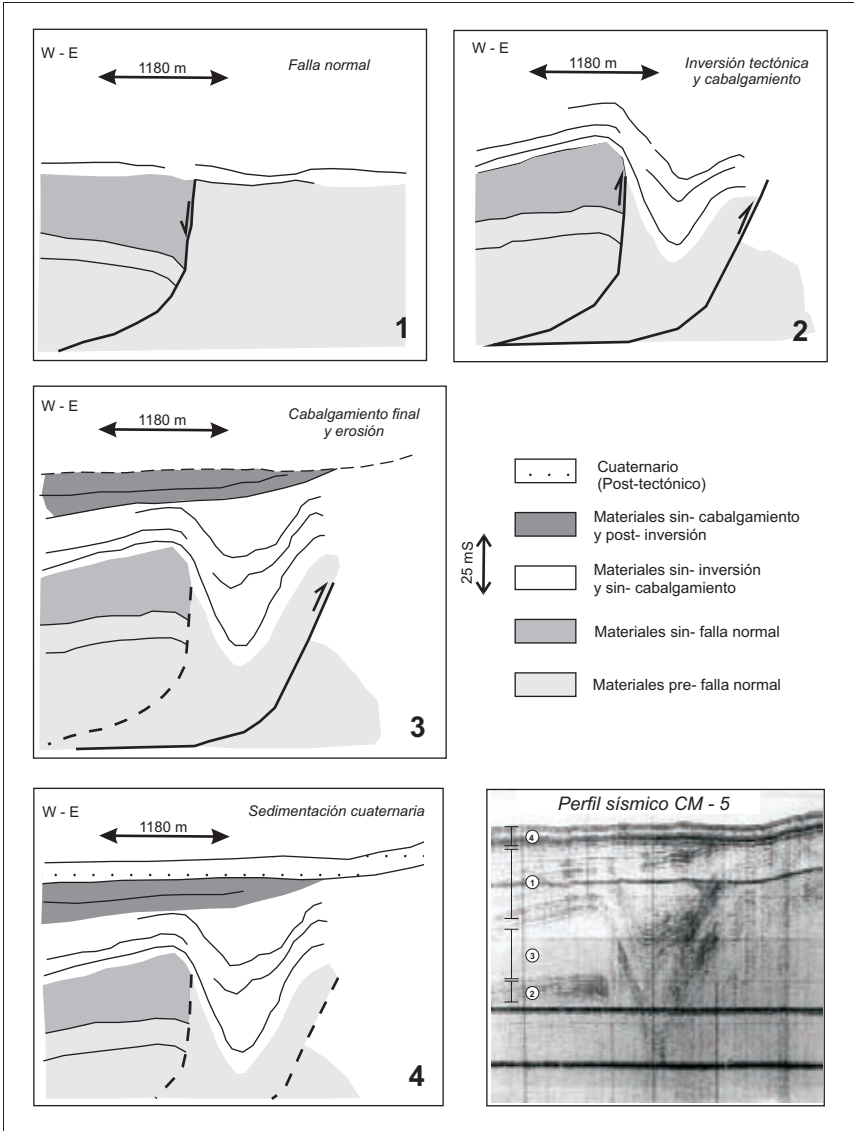 W - E
1180 m
Falla normal
1
W - E
1180 m
Inversión tectónica
y cabalgamiento
2
W - E
1180 m
Cabalgamiento final
y erosión
3
25 mS
Cuaternario
(Post-tectónico)
Materiales sin- cabalgamiento
y post- inversión
Materiales sin- inversión
y sin- cabalgamiento
Materiales sin- falla normal
Materiales pre- falla normal
W - E
1180 m
Sedimentación cuaternaria
4
Perfil sísmico CM - 5
4
1
3
2